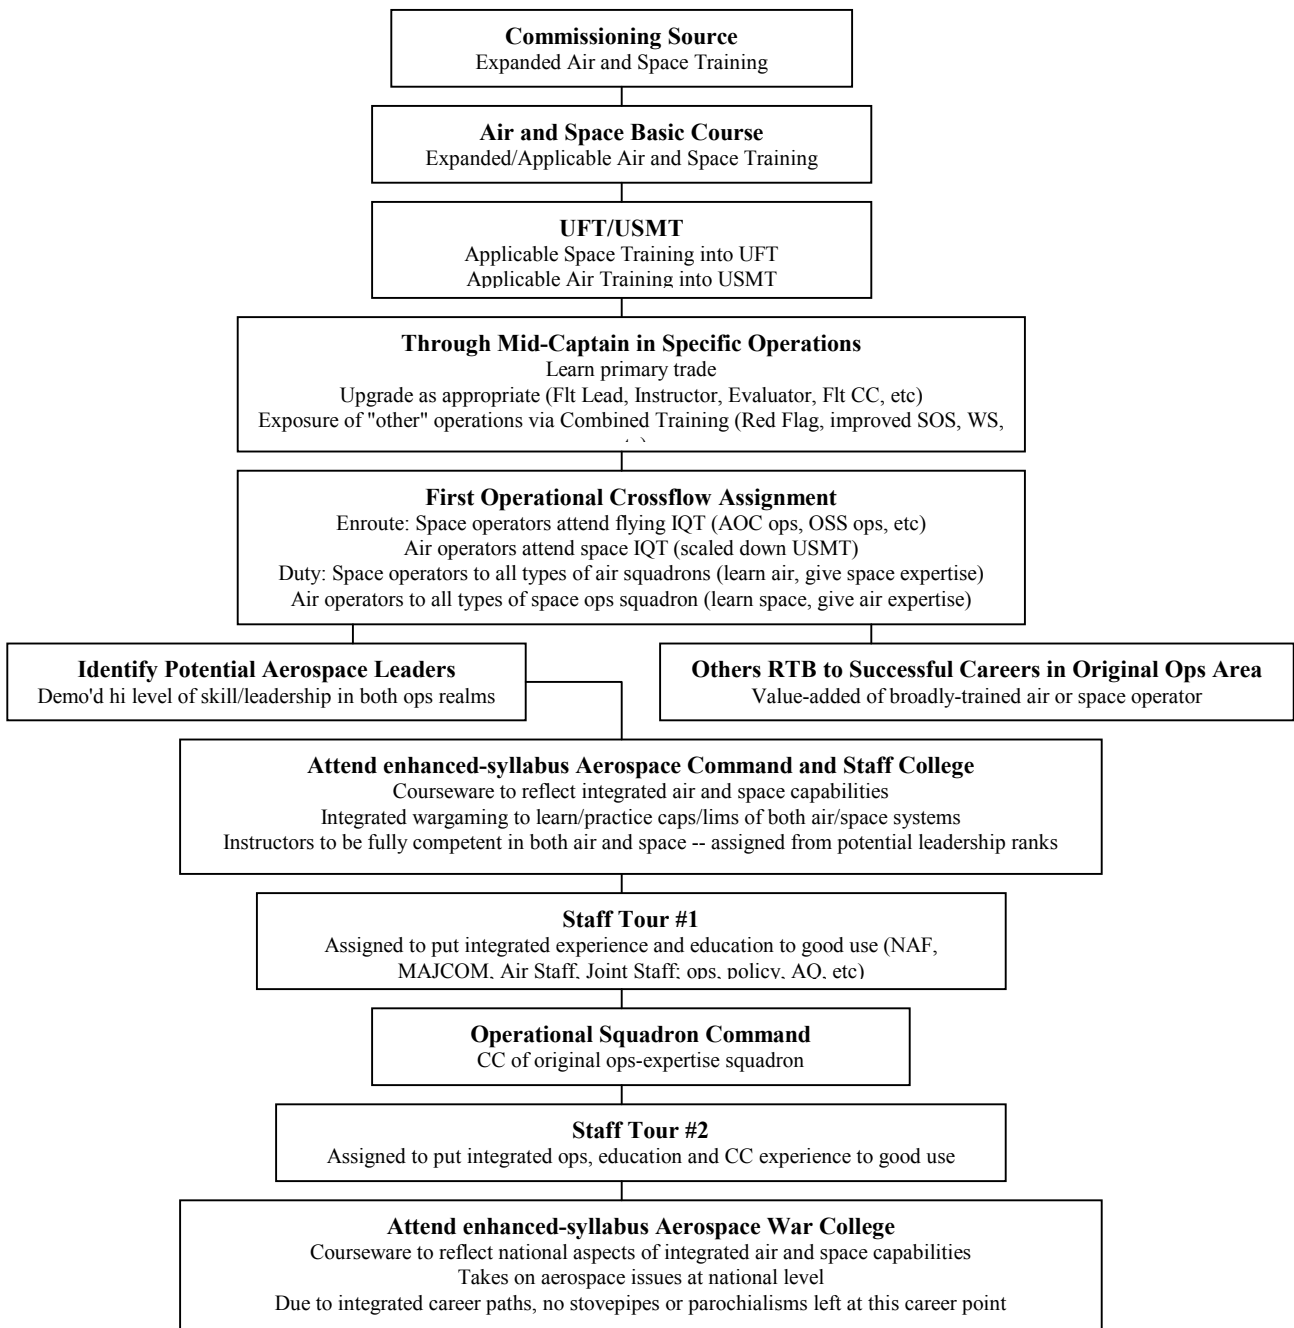 Commissioning Source
Expanded Air and Space Training
Air and Space Basic Course
Expanded/Applicable Air and Space Training
UFT/USMT
Applicable Space Training into UFT
Applicable Air Training into USMT
Through Mid-Captain in Specific Operations
Learn primary trade
Upgrade as appropriate (Flt Lead, Instructor, Evaluator, Flt CC, etc)
Exposure of "other" operations via Combined Training (Red Flag, improved SOS, WS,
First Operational Crossflow Assignment
Enroute: Space operators attend flying IQT (AOC ops, OSS ops, etc)
Air operators attend space IQT (scaled down USMT)
Duty: Space operators to all types of air squadrons (learn air, give space expertise)
Air operators to all types of space ops squadron (learn space, give air expertise)
Identify Potential Aerospace Leaders
Demo'd hi level of skill/leadership in both ops realms
Others RTB to Successful Careers in Original Ops Area
Value-added of broadly-trained air or space operator
Attend enhanced-syllabus Aerospace Command and Staff College
Courseware to reflect integrated air and space capabilities
Integrated wargaming to learn/practice caps/lims of both air/space systems
Instructors to be fully competent in both air and space -- assigned from potential leadership ranks
Staff Tour #1
Assigned to put integrated experience and education to good use (NAF,
MAJCOM, Air Staff, Joint Staff; ops, policy, AQ, etc)
Operational Squadron Command
CC of original ops-expertise squadron
Staff Tour #2
Assigned to put integrated ops, education and CC experience to good use
Attend enhanced-syllabus Aerospace War College
Courseware to reflect national aspects of integrated air and space capabilities
Takes on aerospace issues at national level
Due to integrated career paths, no stovepipes or parochialisms left at this career point